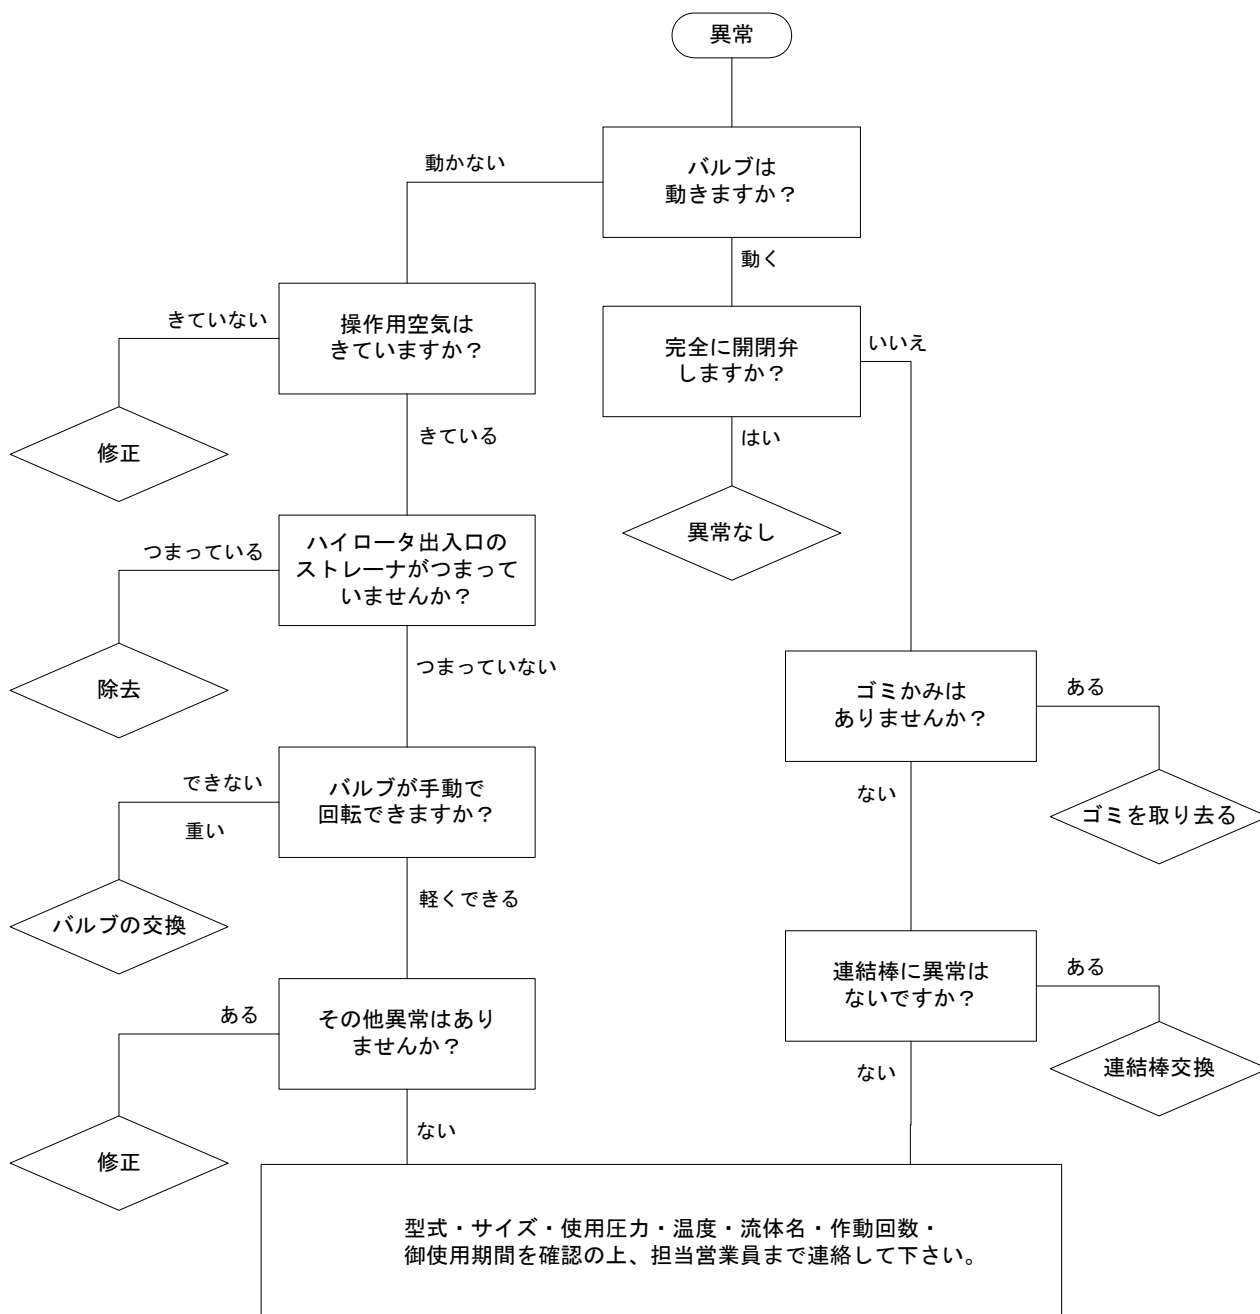 異常
バルブは
動きますか？
動かない
動く
操作用空気は
きていますか？
きていない
修正
きている
完全に開閉弁
しますか？
いいえ
はい
異常なし
ハイロータ出入口の
ストレーナがつまって
いませんか？
つまっている
除去
つまっていない
ゴミかみは
ありませんか？
ある
ゴミを取り去る
ない
バルブが手動で
回転できますか？
できない
重い
バルブの交換
軽くできる
連結棒に異常は
ないですか？
ある
連結棒交換
ない
その他異常はあり
ませんか？
ある
修正
ない
型式・サイズ・使用圧力・温度・流体名・作動回数・
御使用期間を確認の上、担当営業員まで連絡して下さい。